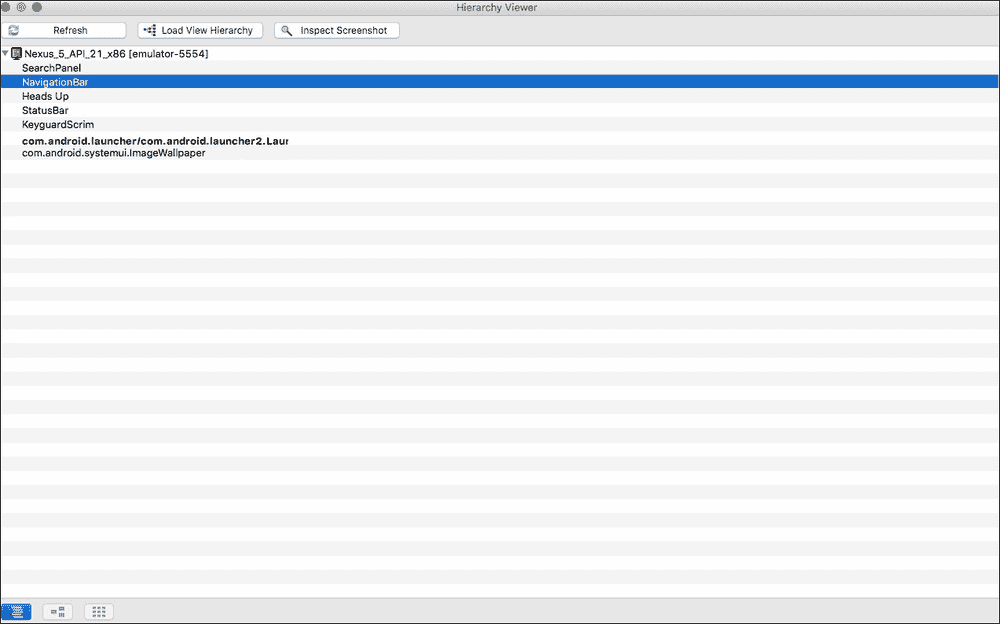 Hierarchy Viewer
Refresh
Load View Hierarchy
Inspect Screenshot
Nexus_5_API_21_x86 [emulator-5554]
SearchPanel
NavigationBar
Heads Up
StatusBar
KeyguardScrim
com.android.launcher/com.android.launcher2.Laur
com.android.systemui.ImageWallpaper